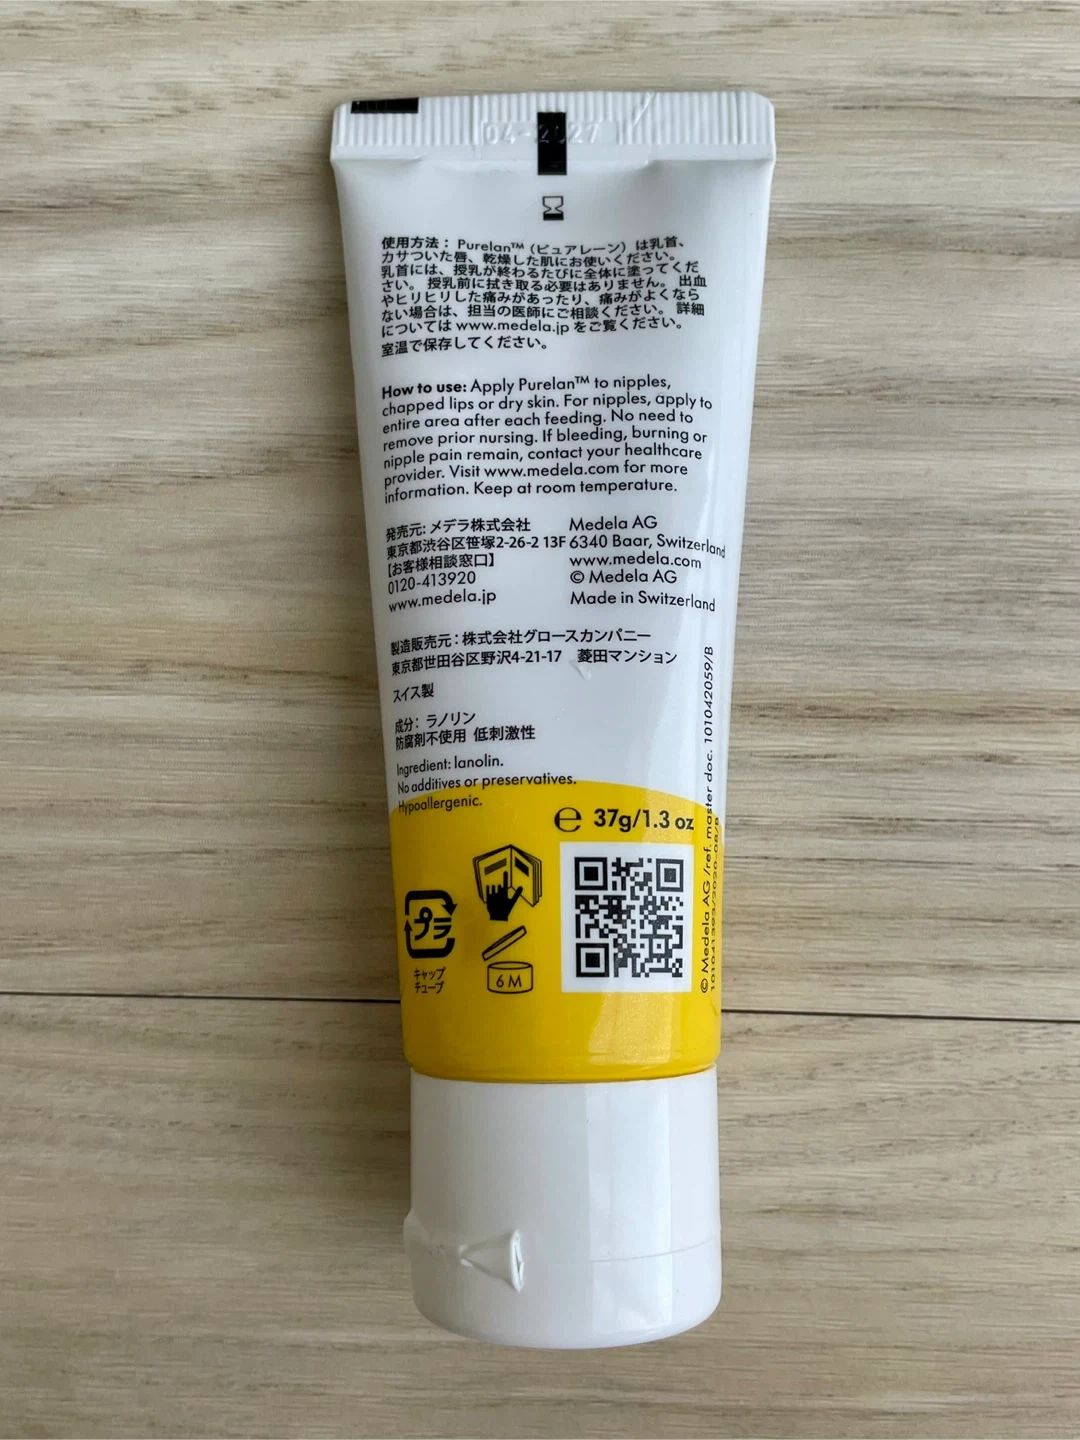 04-2027
使用方法： Purelan™（ピュアレーン）は乳首、
カサついた唇、乾燥した肌にお使いください。
乳首には、授乳が終わるたびに全体に塗ってくだ
さい。 授乳前に拭き取る必要はありません。 出血
やヒリヒリした痛みがあったり、痛みがよくなら
ない場合は、担当の医師にご相談ください。 詳細
については www.medela.jp をご覧ください。
室温で保存してください。
How to use: Apply Purelan™ to nipples,
chapped lips or dry skin. For nipples, apply to
entire area after each feeding. No need to
remove prior nursing. If bleeding, burning or
nipple pain remain, contact your healthcare
provider. Visit www.medela.com for more
information. Keep at room temperature.
発売元: メデラ株式会社
東京都渋谷区笹塚2-26-2 13F
【お客様相談窓口】
0120-413920
www.medela.jp
Medela AG
6340 Baar, Switzerland
www.medela.com
© Medela AG
Made in Switzerland
製造販売元：株式会社グロースカンパニー
東京都世田谷区野沢4-21-17　菱田マンション
スイス製
成分： ラノリン
防腐剤不使用 低刺激性
Ingredient: lanolin.
No additives or preservatives.
Hypoallergenic.
e 37g/1.3 oz
プラ
キャップ
チューブ
6 M
© Medela AG /ref. master doc. 101042059/B
101041393/2020-08/B